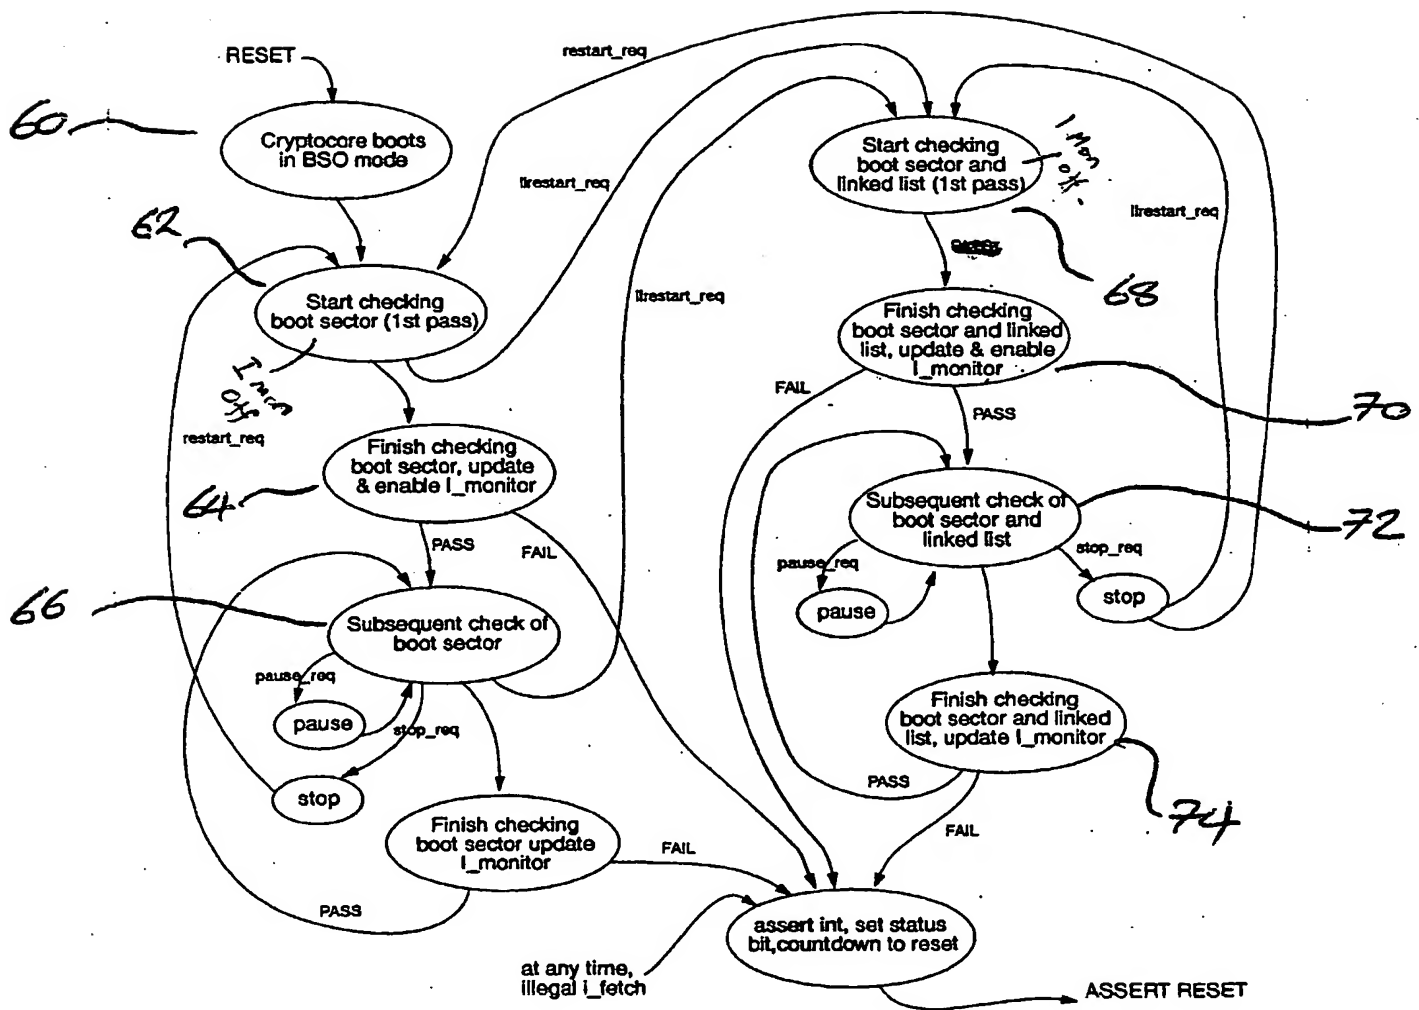 RESET
restart_req
60
Cryptocore boots
in BSO mode
Start checking
boot sector and
linked list (1st pass)
I Mon
off.
llrestart_req
llrestart_req
62
68
Start checking
boot sector (1st pass)
I Mon
Off
llrestart_req
Finish checking
boot sector and linked
list, update & enable
I_monitor
FAIL
PASS
70
restart_req
Finish checking
boot sector, update
& enable I_monitor
64
PASS
FAIL
Subsequent check of
boot sector and
linked list
72
pause_req
stop_req
pause
stop
66
Subsequent check of
boot sector
pause_req
pause
stop_req
stop
Finish checking
boot sector and linked
list, update I_monitor
PASS
FAIL
74
Finish checking
boot sector update
I_monitor
FAIL
PASS
assert int, set status
bit,countdown to reset
at any time,
illegal i_fetch
ASSERT RESET